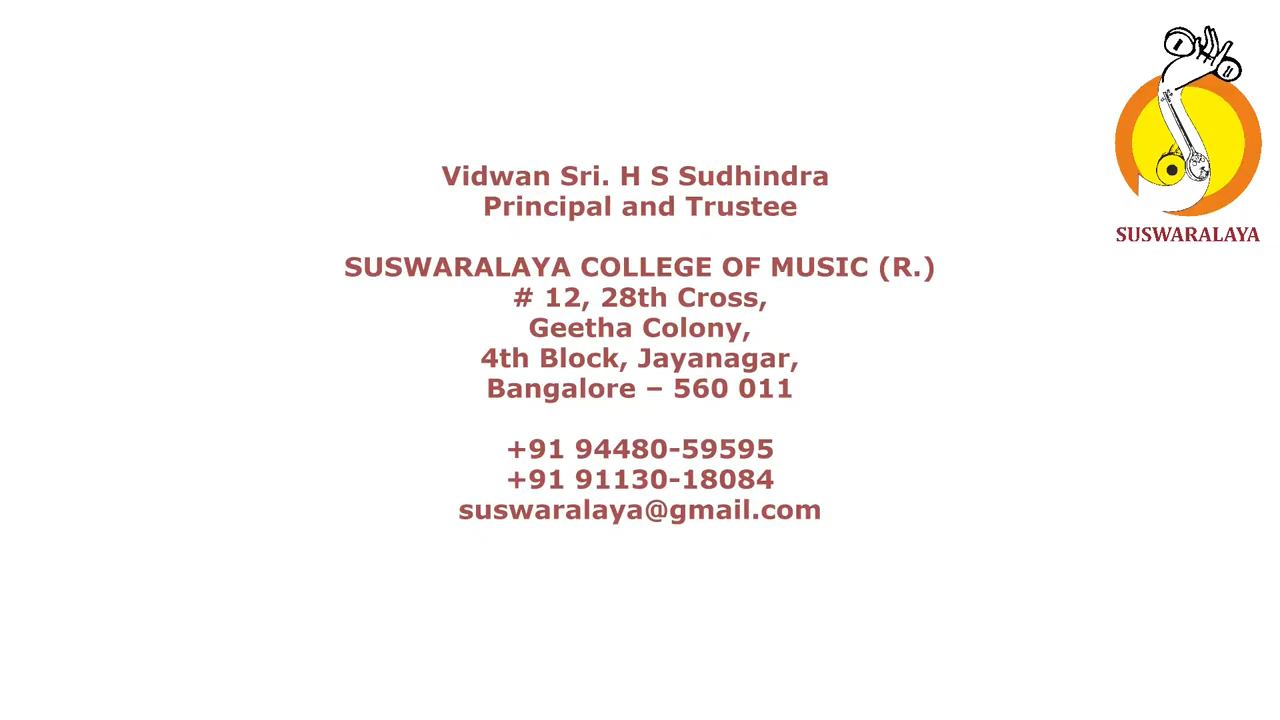 Vidwan Sri. H S Sudhindra
Principal and Trustee
SUSWARALAYA COLLEGE OF MUSIC (R.)
# 12, 28th Cross,
Geetha Colony,
4th Block, Jayanagar,
Bangalore – 560 011
+91 94480-59595
+91 91130-18084
suswaralaya@gmail.com
SUSWARALAYA